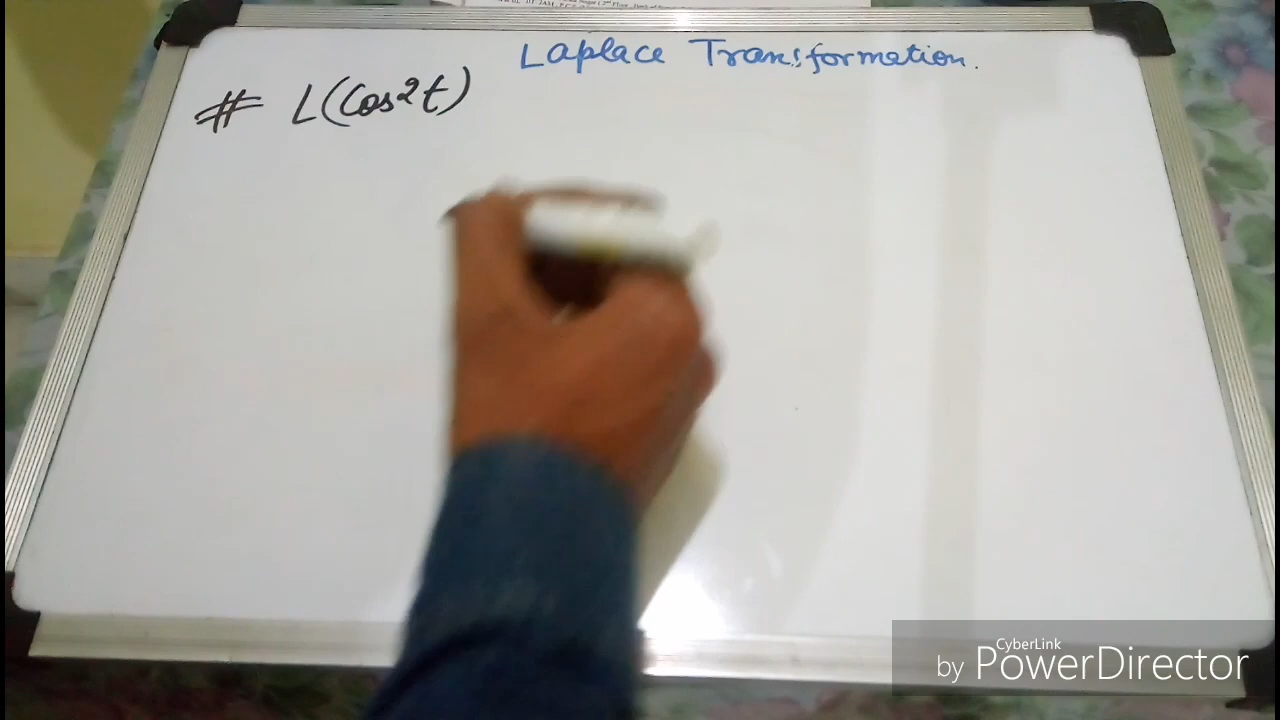 Laplace Transformation.
# L(Cos²t)
CyberLink
by PowerDirector